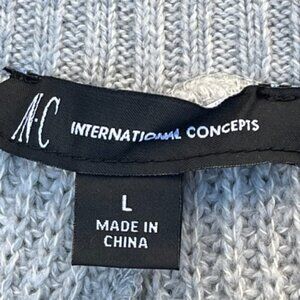 I·N·C INTERNATIONAL CONCEPTS
L
MADE IN
CHINA